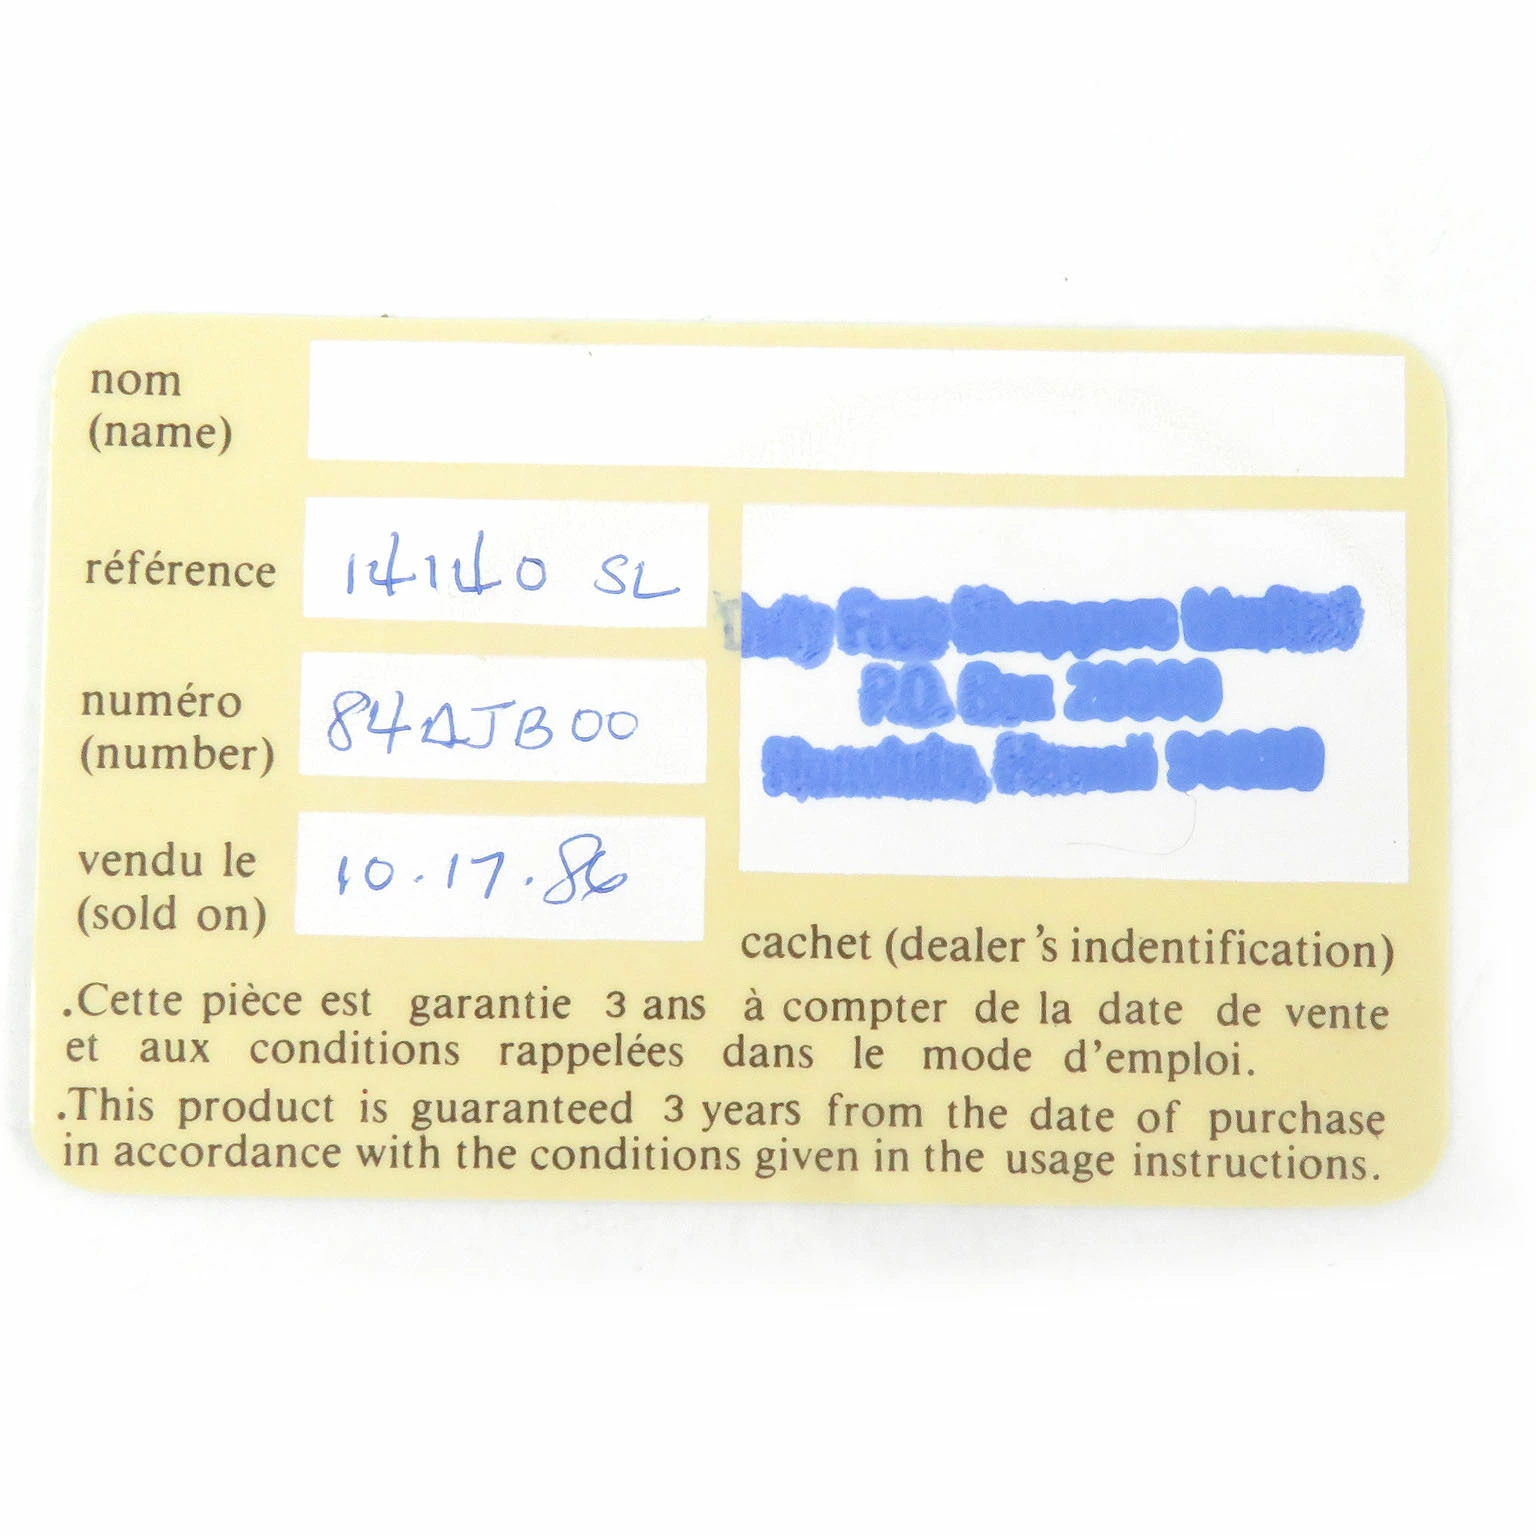 nom
(name)
référence 14140 SL
numéro
(number) 84AJB00
vendu le
(sold on) 10.17.86
cachet (dealer's indentification)
.Cette pièce est garantie 3 ans à compter de la date de vente
et aux conditions rappelées dans le mode d'emploi.
.This product is guaranteed 3 years from the date of purchase
in accordance with the conditions given in the usage instructions.